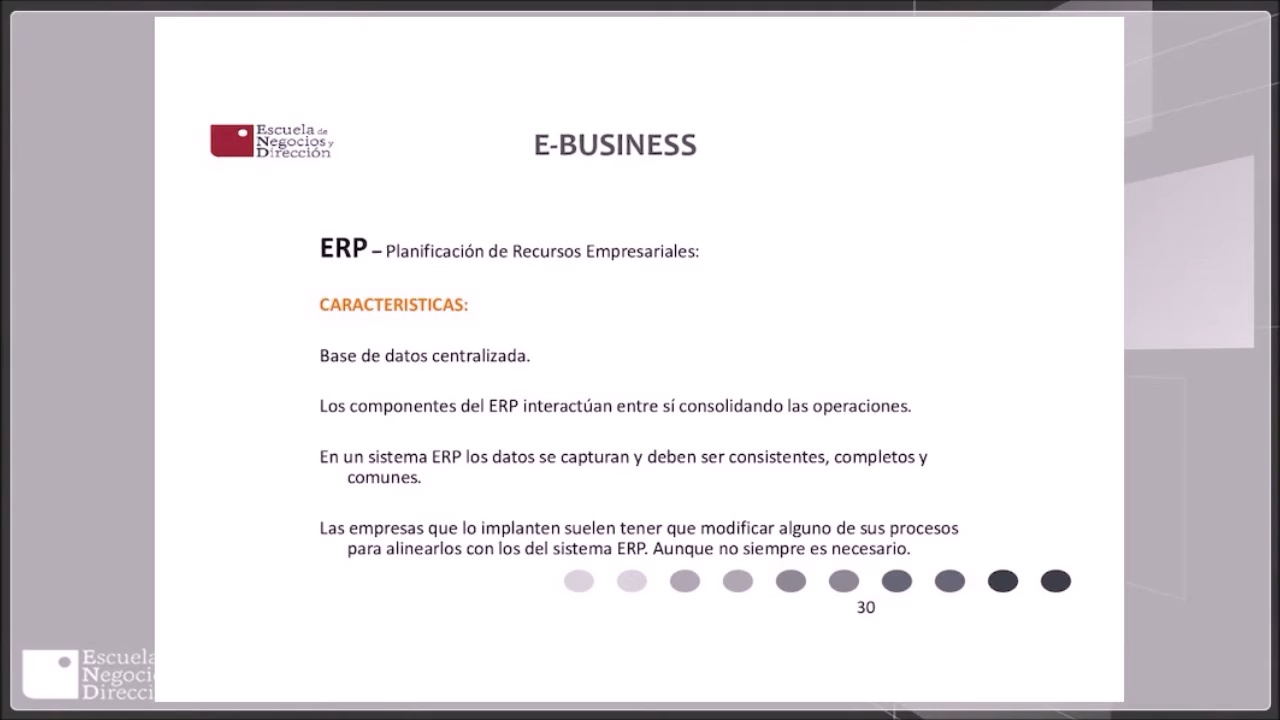 Escuela de
Negocios y
Dirección
E-BUSINESS
ERP – Planificación de Recursos Empresariales:
CARACTERISTICAS:
Base de datos centralizada.
Los componentes del ERP interactúan entre sí consolidando las operaciones.
En un sistema ERP los datos se capturan y deben ser consistentes, completos y
comunes.
Las empresas que lo implanten suelen tener que modificar alguno de sus procesos
para alinearlos con los del sistema ERP. Aunque no siempre es necesario.
30
Escuela
Negoci
Direcci